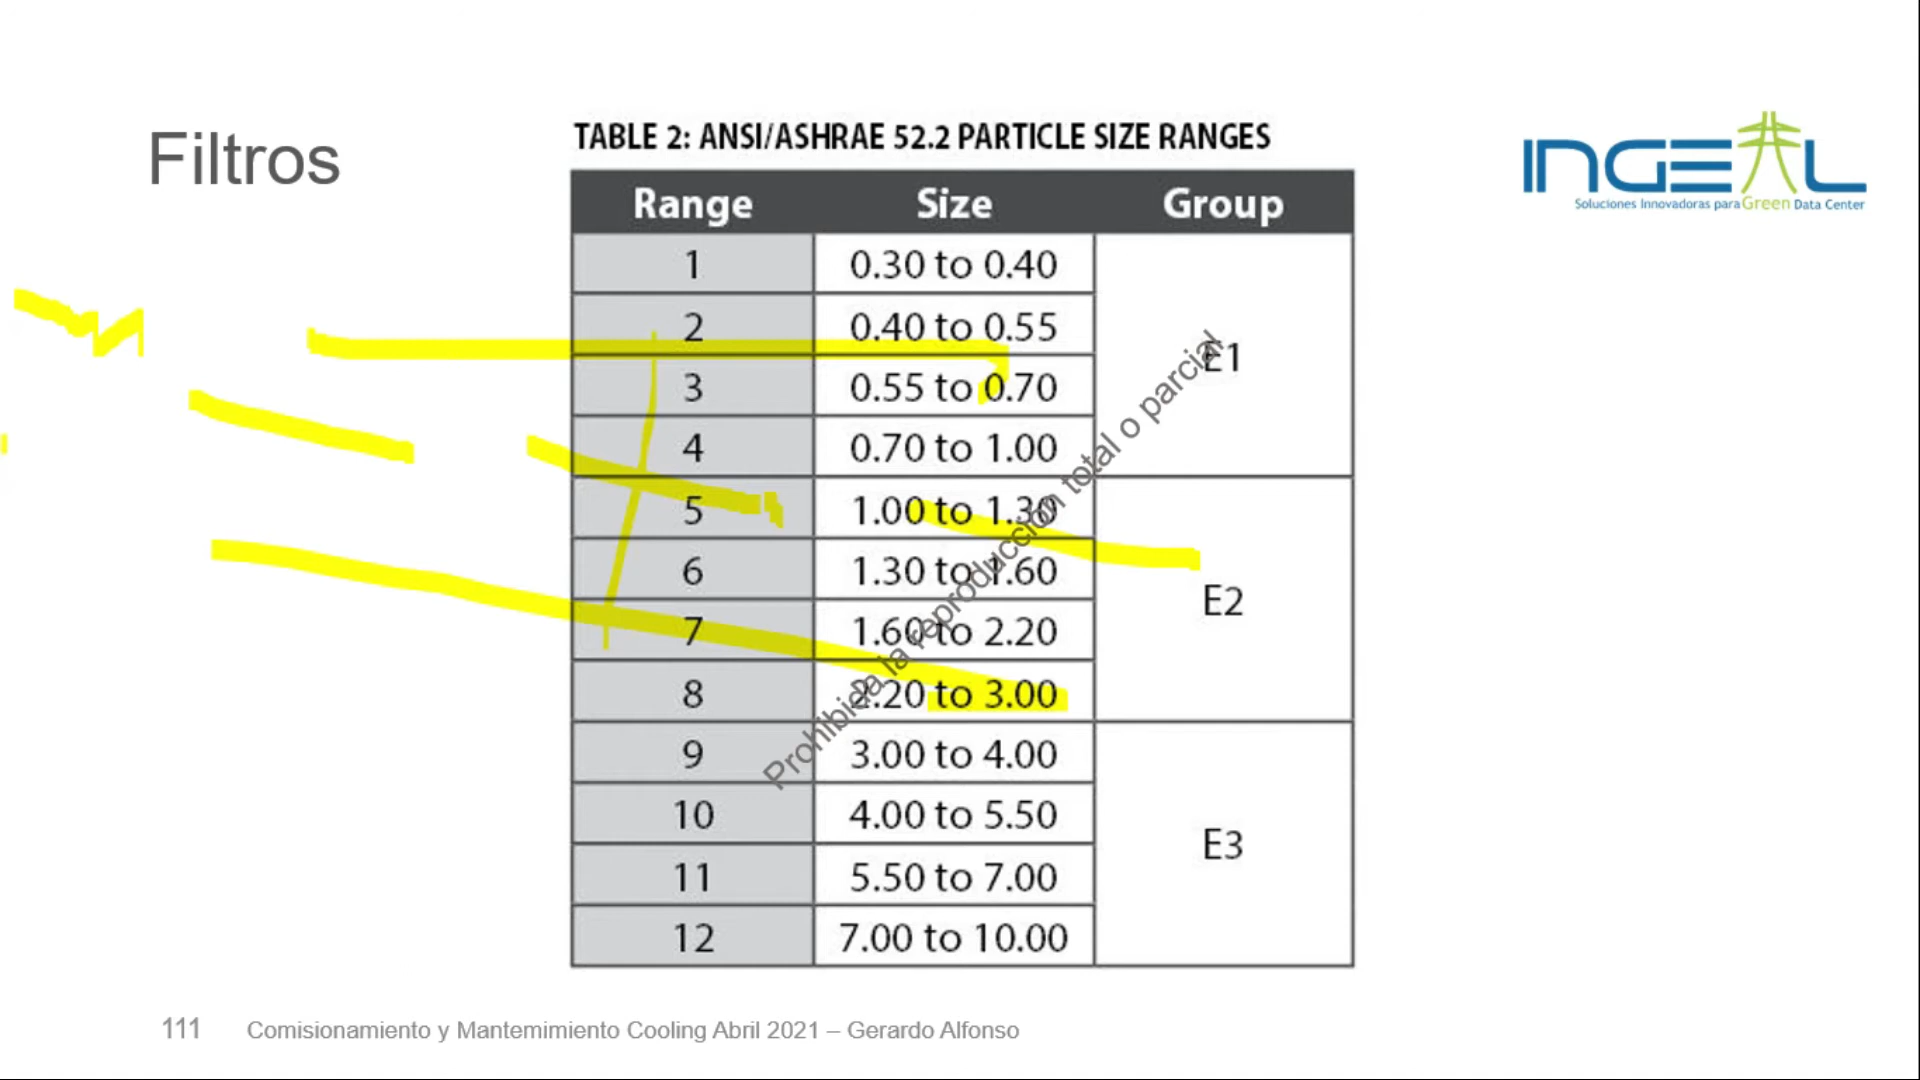 Filtros
TABLE 2: ANSI/ASHRAE 52.2 PARTICLE SIZE RANGES
INGEAL
Soluciones Innovadoras para Green Data Center
Range Size Group
1 0.30 to 0.40
2 0.40 to 0.55
E1
3 0.55 to 0.70
4 0.70 to 1.00
5 1.00 to 1.30
6 1.30 to 1.60
E2
7 1.60 to 2.20
8 2.20 to 3.00
9 3.00 to 4.00
10 4.00 to 5.50
E3
11 5.50 to 7.00
12 7.00 to 10.00
Prohibida la reproducción total o parcial
111 Comisionamiento y Mantemimiento Cooling Abril 2021 – Gerardo Alfonso